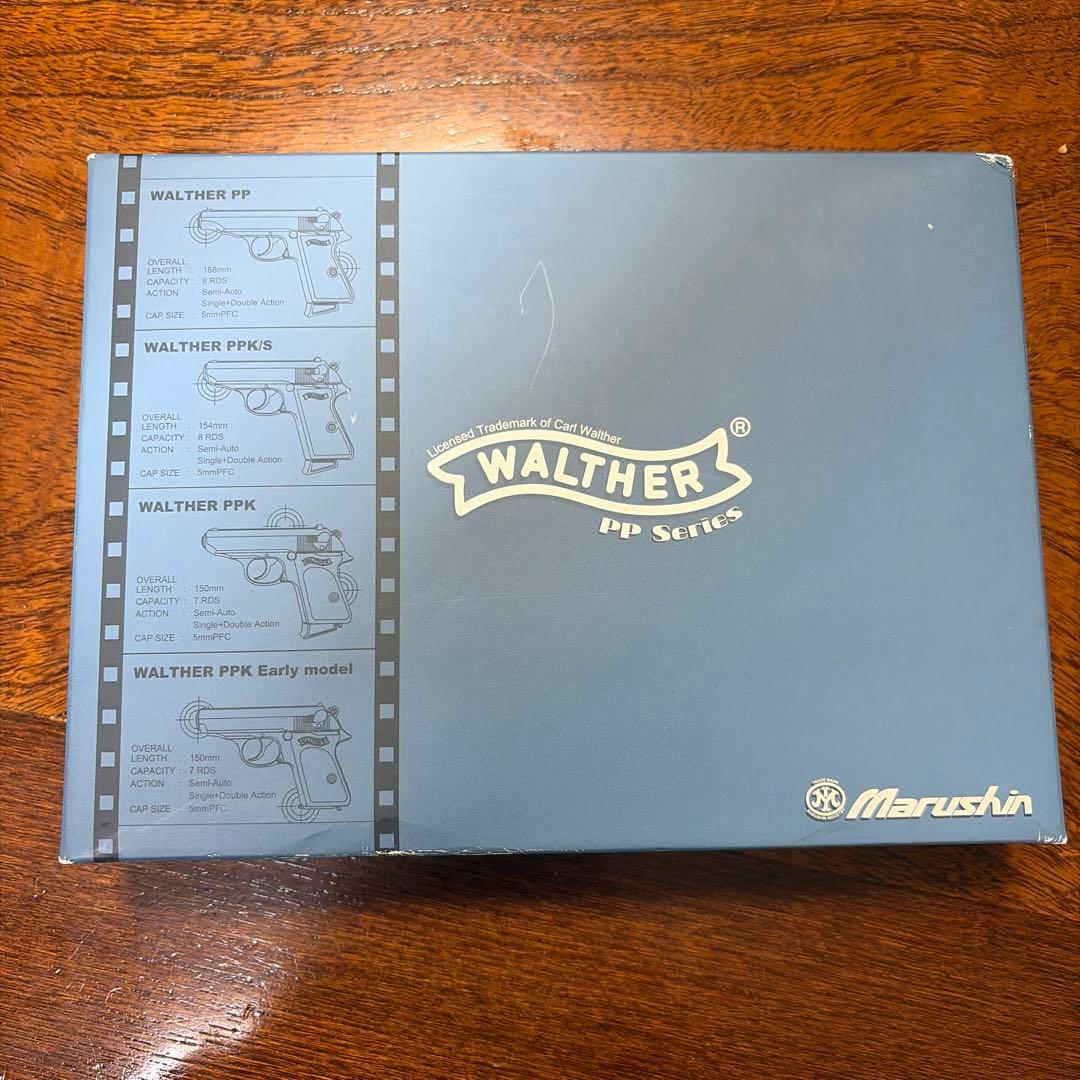 WALTHER PP
OVERALL
LENGTH : 168mm
CAPACITY : 8 RDS
ACTION : Semi-Auto
Single+Double Action
CAP SIZE : 5mmPFC
WALTHER PPK/S
OVERALL
LENGTH : 154mm
CAPACITY : 8 RDS
ACTION : Semi-Auto
Single+Double Action
CAP SIZE : 5mmPFC
WALTHER PPK
OVERALL
LENGTH : 150mm
CAPACITY : 7 RDS
ACTION : Semi-Auto
Single+Double Action
CAP SIZE : 5mmPFC
WALTHER PPK Early model
OVERALL
LENGTH : 150mm
CAPACITY : 7 RDS
ACTION : Semi-Auto
Single+Double Action
CAP SIZE : 5mmPFC
Licensed Trademark of Carl Walther
WALTHER ®
PP Series
TRADE MARK
Marushin